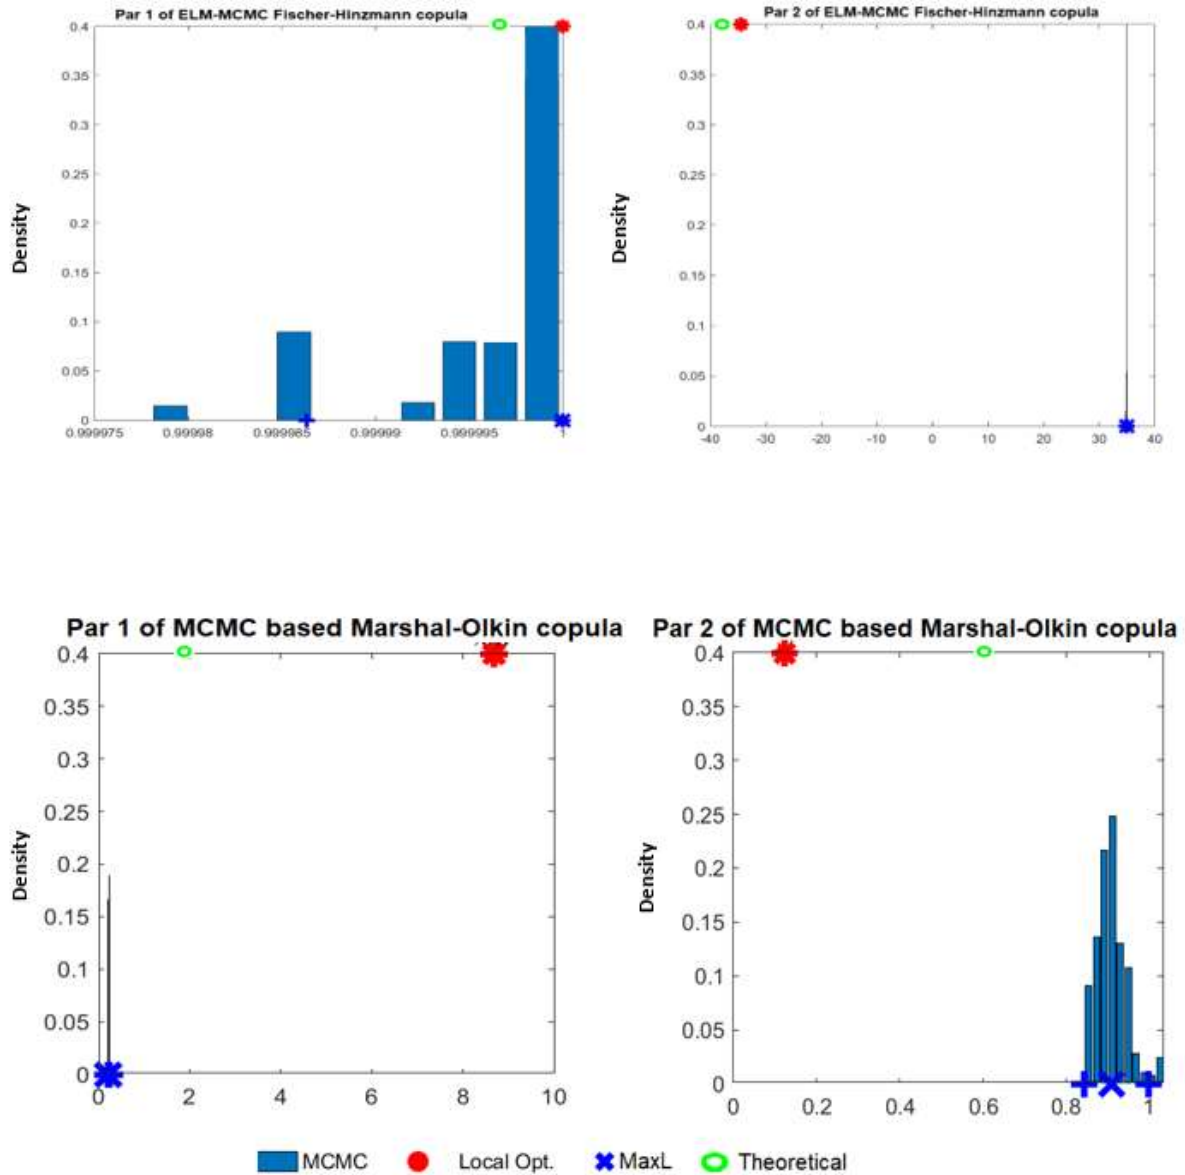 Par 1 of ELM-MCMC Fischer-Hinzmann copula
0.4
0.35
0.3
0.25
0.2
0.15
0.1
0.05
0
0.999975 0.99998 0.999985 0.99999 0.999995 1
Density
Par 2 of ELM-MCMC Fischer-Hinzmann copula
0.4
0.35
0.3
0.25
0.2
0.15
0.1
0.05
0
-40 -30 -20 -10 0 10 20 30 40
Density
Par 1 of MCMC based Marshal-Olkin copula
0.4
0.35
0.3
0.25
0.2
0.15
0.1
0.05
0
0 2 4 6 8 10
Density
Par 2 of MCMC based Marshal-Olkin copula
0.4
0.35
0.3
0.25
0.2
0.15
0.1
0.05
0
0 0.2 0.4 0.6 0.8 1
Density
MCMC Local Opt. MaxL Theoretical